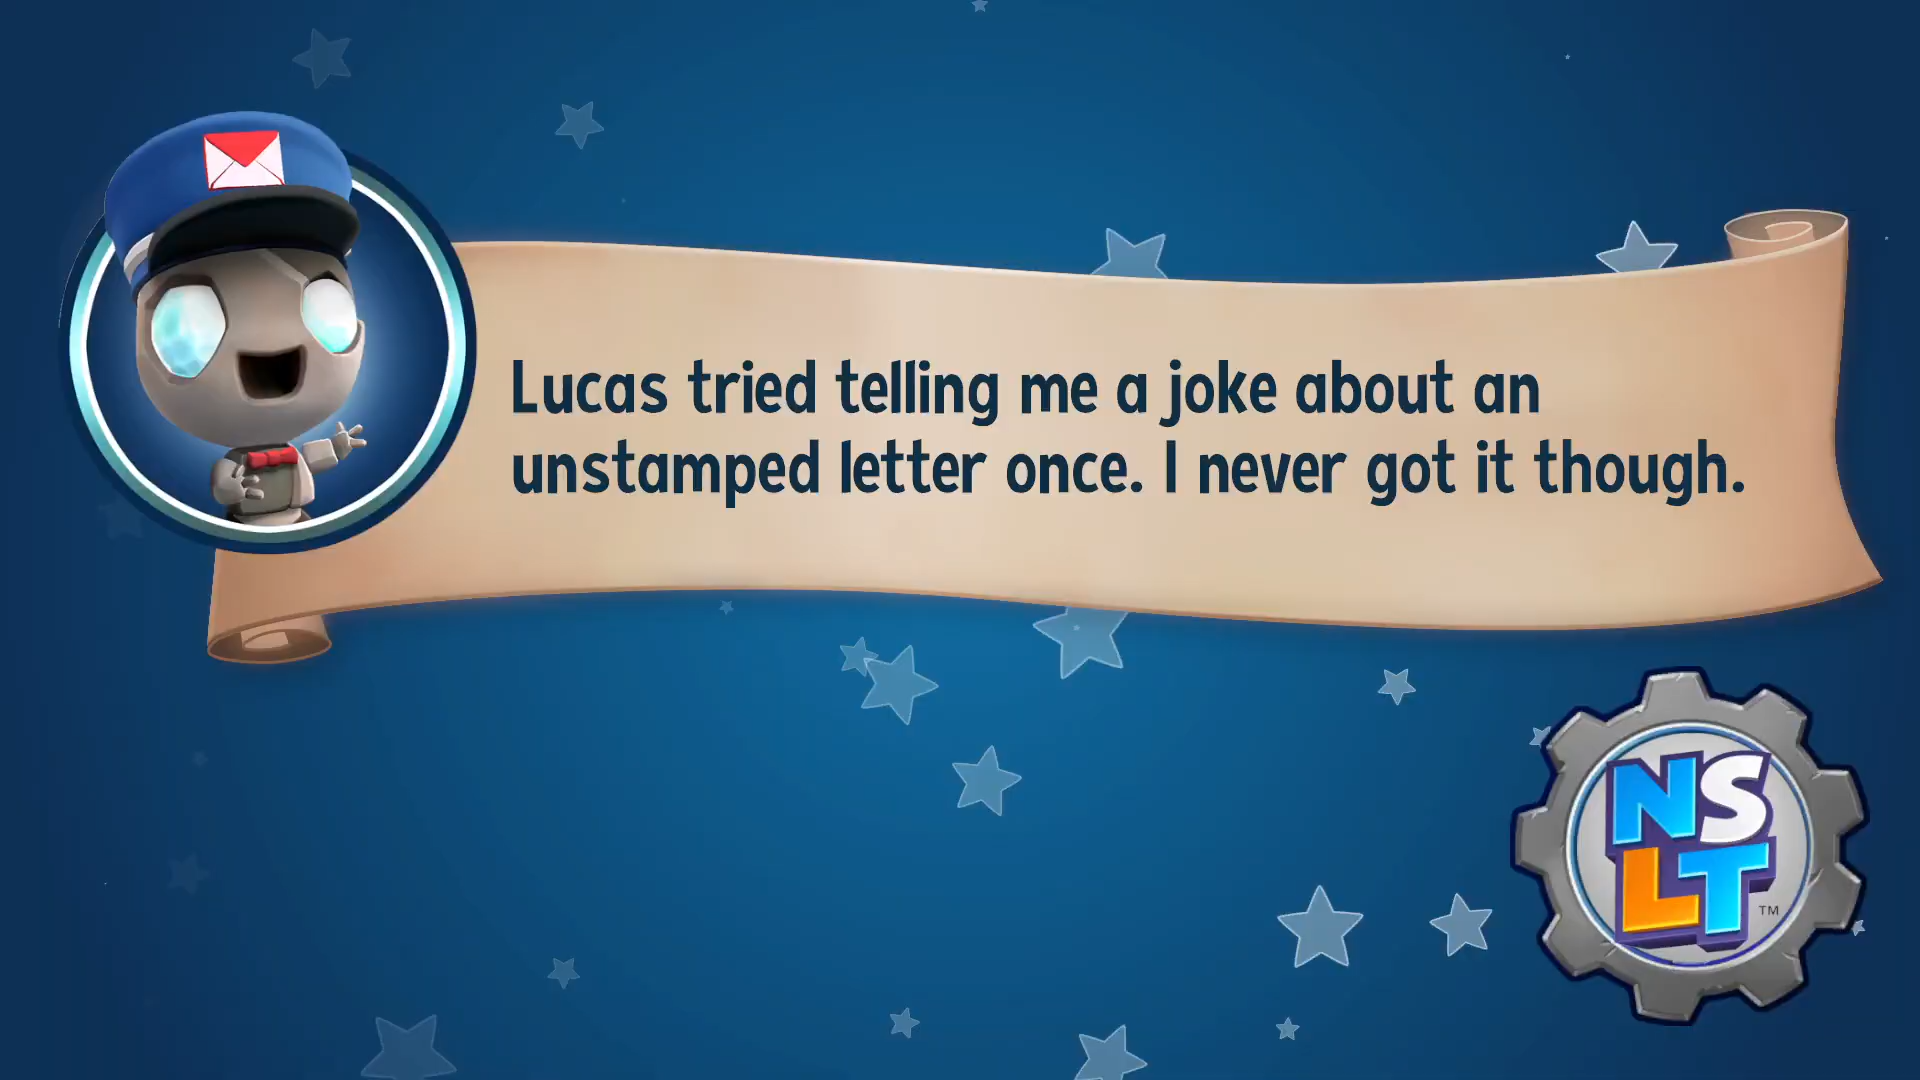 Lucas tried telling me a joke about an
unstamped letter once. I never got it though.
NS
LT
TM